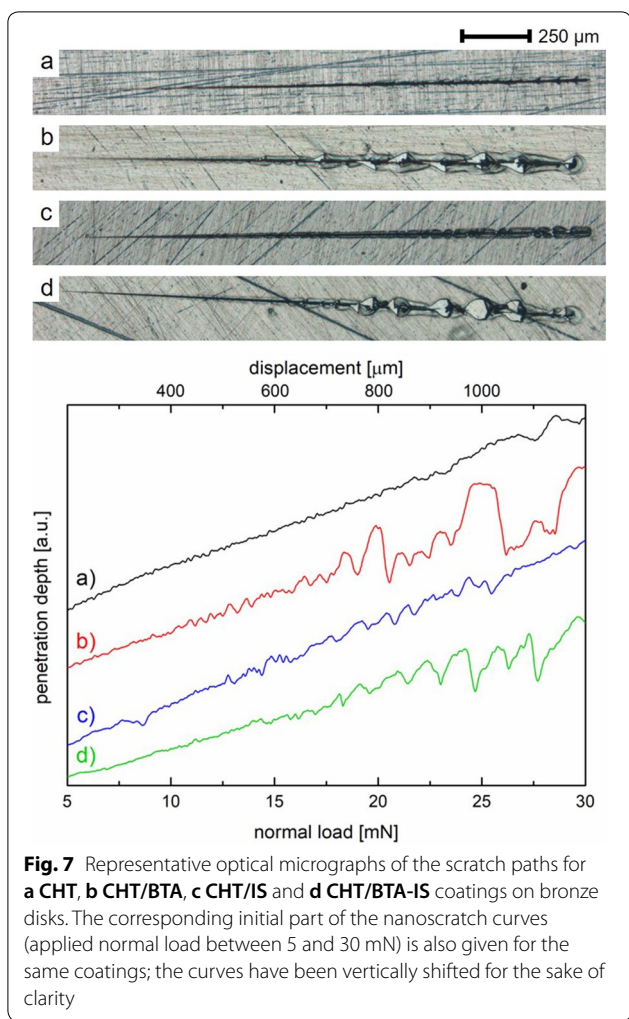 250 µm
a
b
c
d
displacement [µm]
400 600 800 1000
penetration depth [a.u.]
a)
b)
c)
d)
5 10 15 20 25 30
normal load [mN]
Fig. 7 Representative optical micrographs of the scratch paths for
a CHT, b CHT/BTA, c CHT/IS and d CHT/BTA-IS coatings on bronze
disks. The corresponding initial part of the nanoscratch curves
(applied normal load between 5 and 30 mN) is also given for the
same coatings; the curves have been vertically shifted for the sake of
clarity